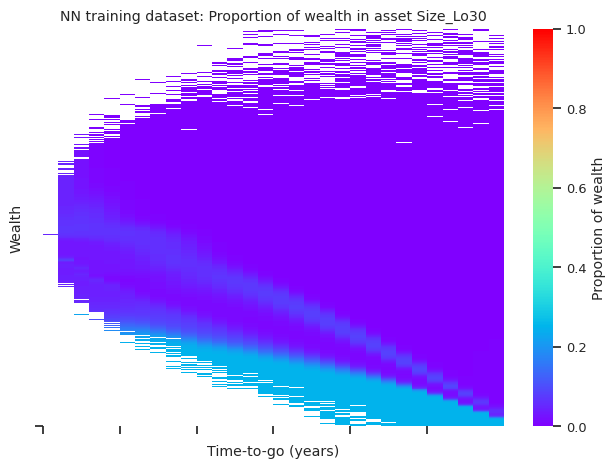 NN training dataset: Proportion of wealth in asset Size_Lo30
Wealth
Time-to-go (years)
1.0
0.8
0.6
0.4
0.2
0.0
Proportion of wealth